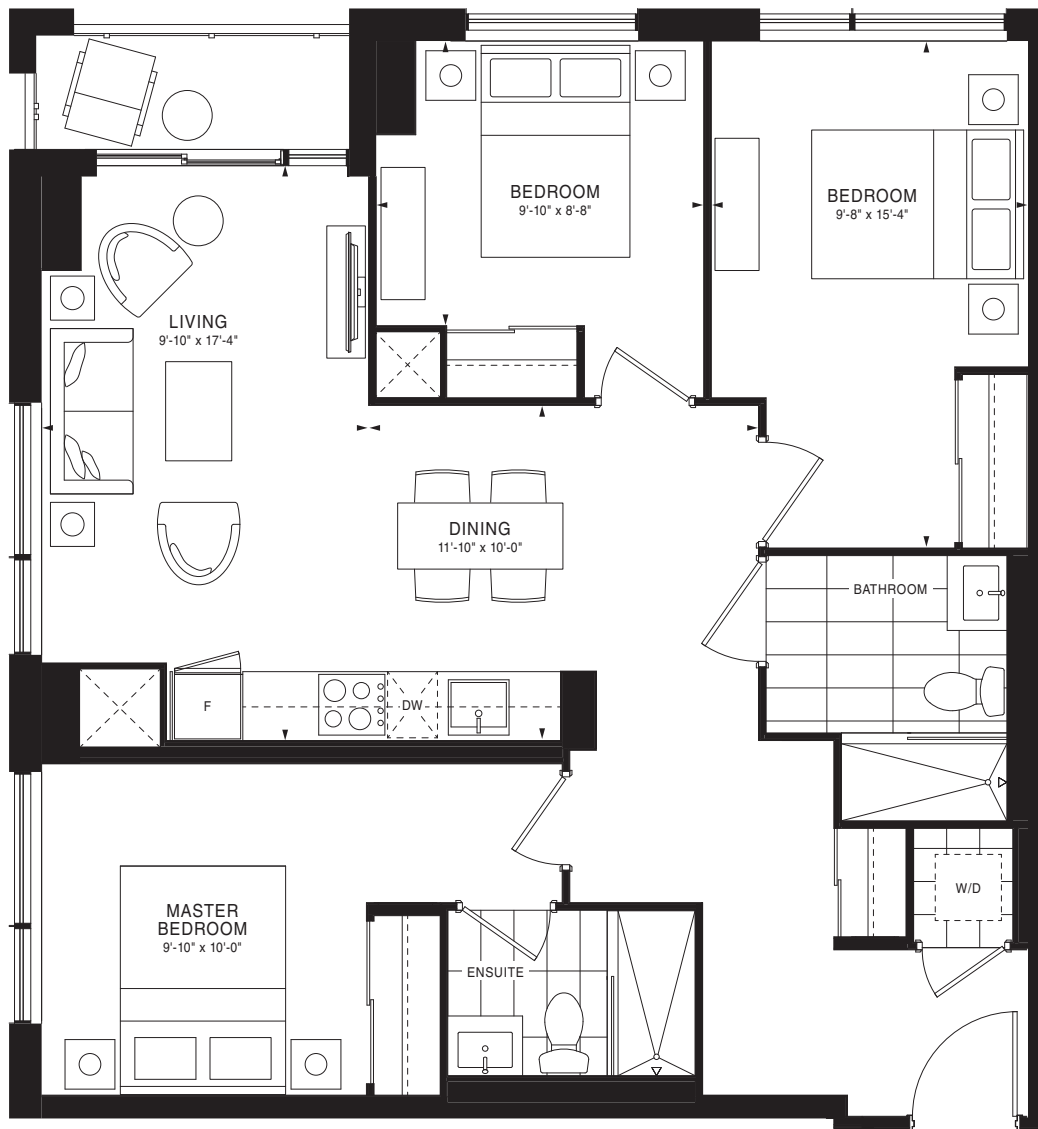 BEDROOM
9'-10" x 8'-8"
BEDROOM
9'-8" x 15'-4"
LIVING
9'-10" x 17'-4"
DINING
11'-10" x 10'-0"
BATHROOM
F
DW
W/D
MASTER
BEDROOM
9'-10" x 10'-0"
ENSUITE